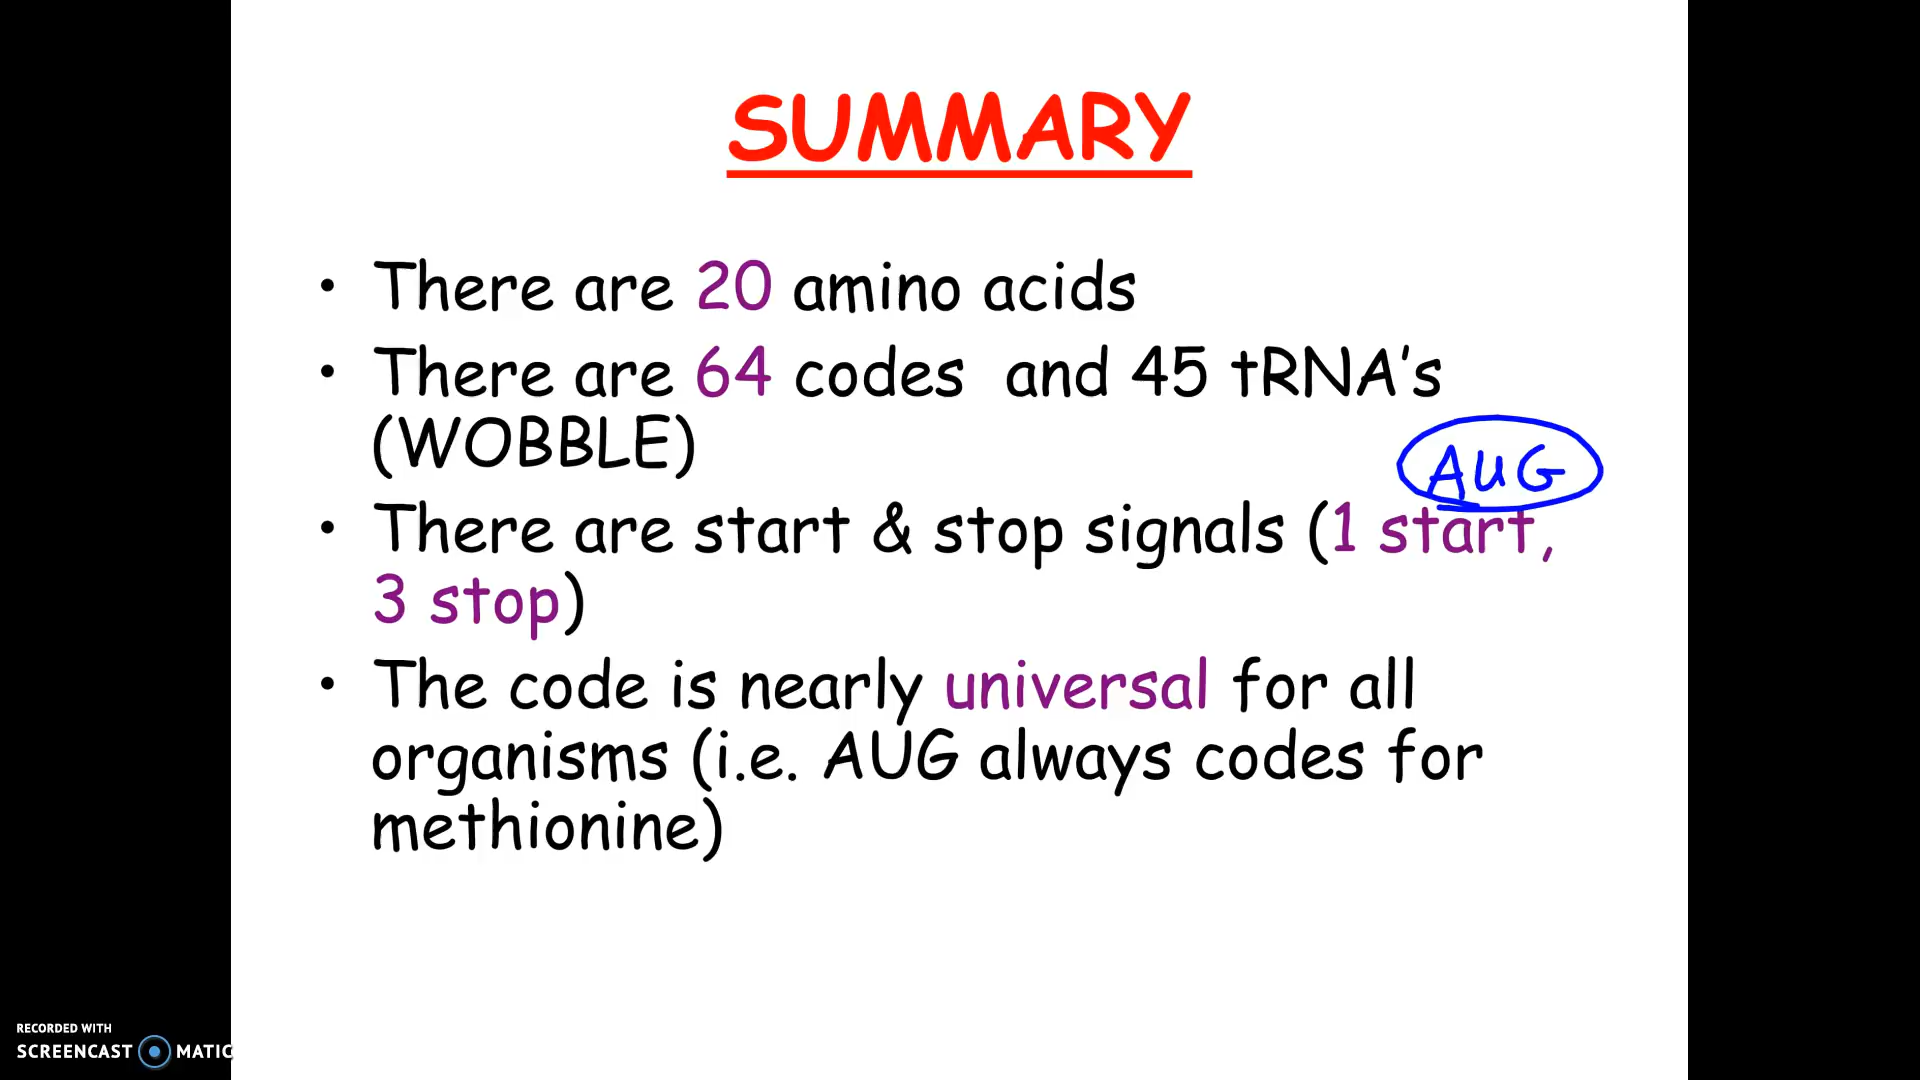 SUMMARY
• There are 20 amino acids
• There are 64 codes  and 45 tRNA’s
(WOBBLE)
AUG
• There are start & stop signals (1 start,
3 stop)
• The code is nearly universal for all
organisms (i.e. AUG always codes for
methionine)
RECORDED WITH
SCREENCAST MATIC